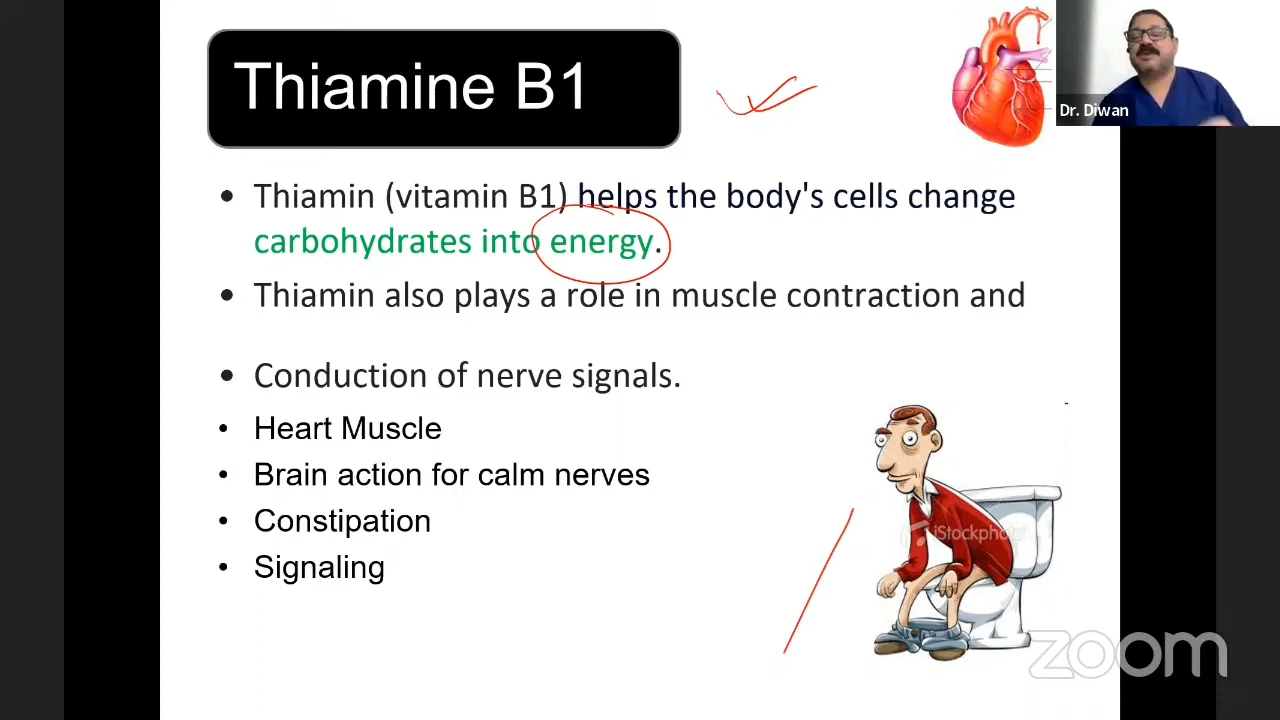 Thiamine B1
Dr. Diwan
• Thiamin (vitamin B1) helps the body's cells change
carbohydrates into energy.
• Thiamin also plays a role in muscle contraction and
• Conduction of nerve signals.
• Heart Muscle
• Brain action for calm nerves
• Constipation
• Signaling
iStockphoto
zoom